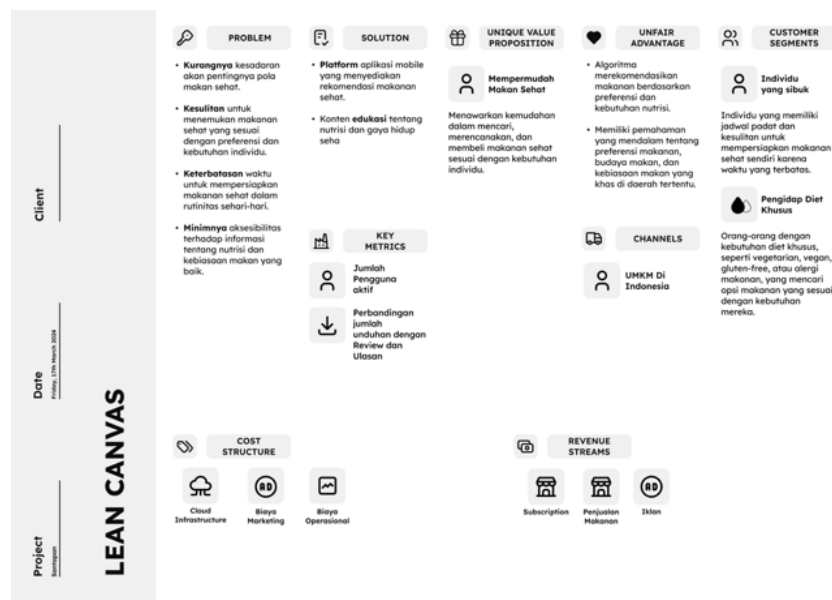 LEAN CANVAS
Client
Date
Friday, 17th March 2024
Project
Santapan
PROBLEM
• Kurangnya kesadaran
akan pentingnya pola
makan sehat.
• Kesulitan untuk
menemukan makanan
sehat yang sesuai
dengan preferensi dan
kebutuhan individu.
• Keterbatasan waktu
untuk mempersiapkan
makanan sehat dalam
rutinitas sehari-hari.
• Minimnya aksesibilitas
terhadap informasi
tentang nutrisi dan
kebiasaan makan yang
baik.
SOLUTION
• Platform aplikasi mobile
yang menyediakan
rekomendasi makanan
sehat.
• Konten edukasi tentang
nutrisi dan gaya hidup
seha
KEY
METRICS
Jumlah
Pengguna
aktif
Perbandingan
jumlah
unduhan dengan
Review dan
Ulasan
UNIQUE VALUE
PROPOSITION
Mempermudah
Makan Sehat
Menawarkan kemudahan
dalam mencari,
merencanakan, dan
membeli makanan sehat
sesuai dengan kebutuhan
individu.
UNFAIR
ADVANTAGE
• Algoritma
merekomendasikan
makanan berdasarkan
preferensi dan
kebutuhan nutrisi.
• Memiliki pemahaman
yang mendalam tentang
preferensi makanan,
budaya makan, dan
kebiasaan makan yang
khas di daerah tertentu.
CHANNELS
UMKM Di
Indonesia
CUSTOMER
SEGMENTS
Individu
yang sibuk
Individu yang memiliki
jadwal padat dan
kesulitan untuk
mempersiapkan makanan
sehat sendiri karena
waktu yang terbatas.
Pengidap Diet
Khusus
Orang-orang dengan
kebutuhan diet khusus,
seperti vegetarian, vegan,
gluten-free, atau alergi
makanan, yang mencari
opsi makanan yang sesuai
dengan kebutuhan
mereka.
COST
STRUCTURE
Cloud
Infrastructure
AD
Biaya
Marketing
Biaya
Operasional
REVENUE
STREAMS
Subscription
Penjualan
Makanan
AD
Iklan